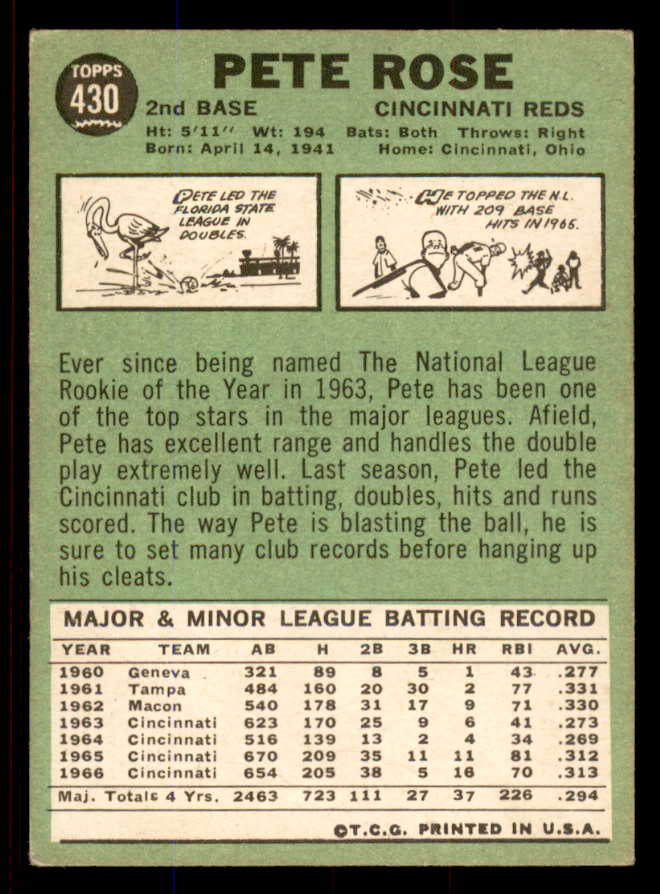 TOPPS
430
PETE ROSE
2nd BASE CINCINNATI REDS
Ht: 5'11" Wt: 194 Bats: Both Throws: Right
Born: April 14, 1941 Home: Cincinnati, Ohio
PETE LED THE
FLORIDA STATE
LEAGUE IN
DOUBLES.
HE TOPPED THE N.L.
WITH 209 BASE
HITS IN 1965.
Ever since being named The National League
Rookie of the Year in 1963, Pete has been one
of the top stars in the major leagues. Afield,
Pete has excellent range and handles the double
play extremely well. Last season, Pete led the
Cincinnati club in batting, doubles, hits and runs
scored. The way Pete is blasting the ball, he is
sure to set many club records before hanging up
his cleats.
MAJOR & MINOR LEAGUE BATTING RECORD
YEAR TEAM AB H 2B 3B HR RBI AVG.
1960 Geneva 321 89 8 5 1 43 .277
1961 Tampa 484 160 20 30 2 77 .331
1962 Macon 540 178 31 17 9 71 .330
1963 Cincinnati 623 170 25 9 6 41 .273
1964 Cincinnati 516 139 13 2 4 34 .269
1965 Cincinnati 670 209 35 11 11 81 .312
1966 Cincinnati 654 205 38 5 16 70 .313
Maj. Totals 4 Yrs. 2463 723 111 27 37 226 .294
©T.C.G. PRINTED IN U.S.A.